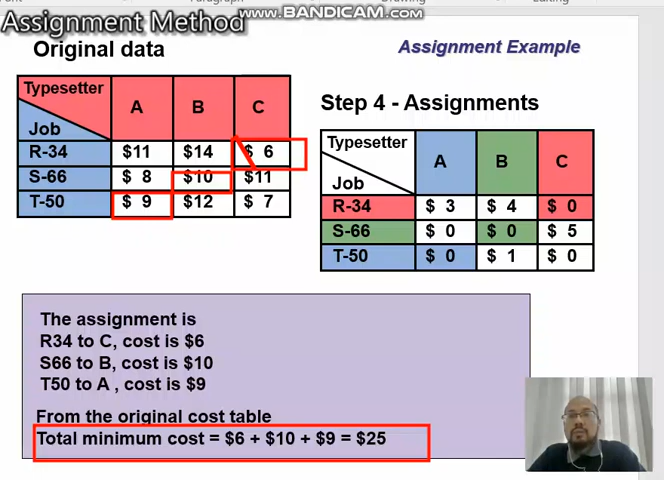 Assignment Method
www.BANDICAM.com
Original data
Assignment Example
Typesetter A B C
Job
R-34 $11 $14 $ 6
S-66 $ 8 $10 $11
T-50 $ 9 $12 $ 7
Step 4 - Assignments
Typesetter A B C
Job
R-34 $ 3 $ 4 $ 0
S-66 $ 0 $ 0 $ 5
T-50 $ 0 $ 1 $ 0
The assignment is
R34 to C, cost is $6
S66 to B, cost is $10
T50 to A , cost is $9
From the original cost table
Total minimum cost = $6 + $10 + $9 = $25